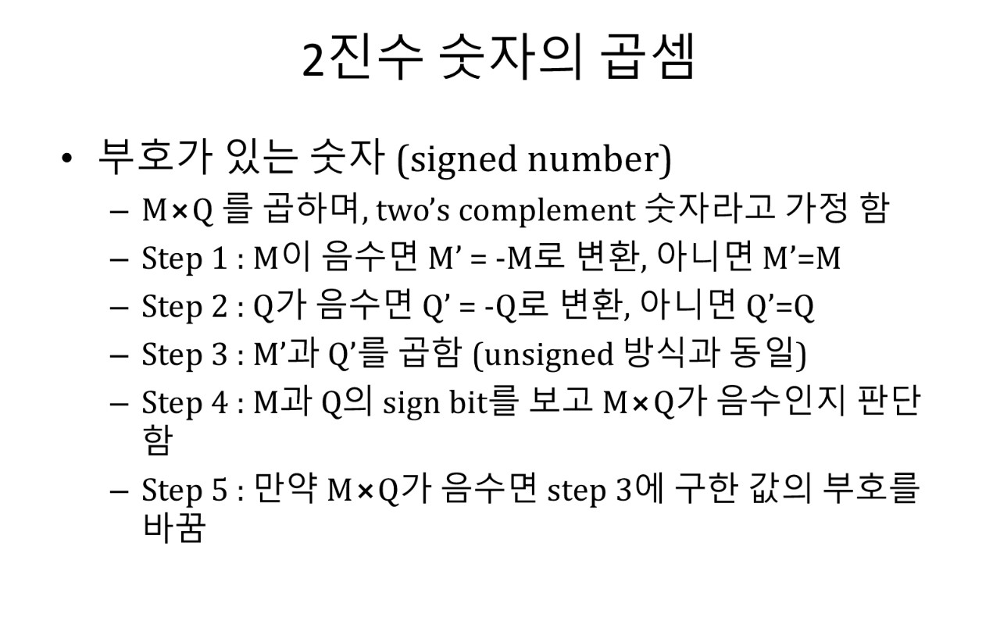 2진수 숫자의 곱셈
• 부호가 있는 숫자 (signed number)
– M×Q 를 곱하며, two’s complement 숫자라고 가정 함
– Step 1 : M이 음수면 M’ = -M로 변환, 아니면 M’=M
– Step 2 : Q가 음수면 Q’ = -Q로 변환, 아니면 Q’=Q
– Step 3 : M’과 Q’를 곱함 (unsigned 방식과 동일)
– Step 4 : M과 Q의 sign bit를 보고 M×Q가 음수인지 판단
함
– Step 5 : 만약 M×Q가 음수면 step 3에 구한 값의 부호를
바꿈